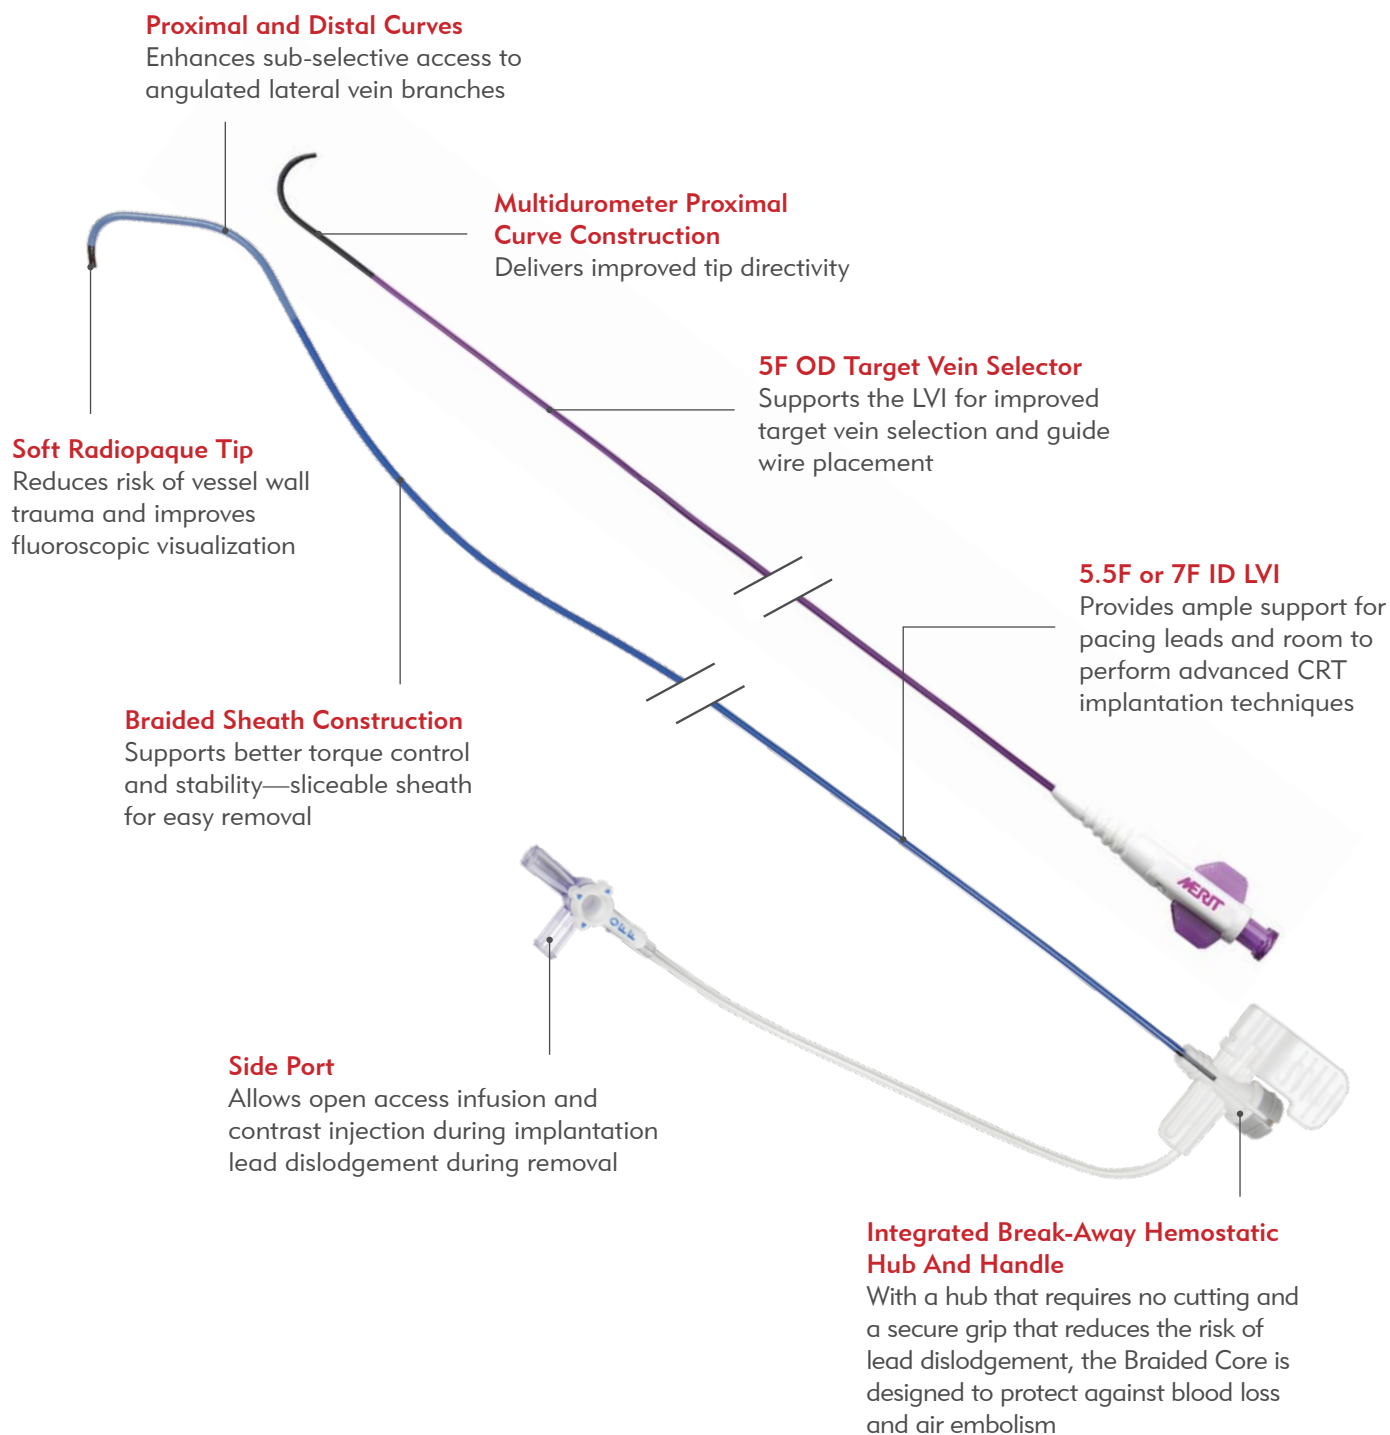 Proximal and Distal Curves
Enhances sub-selective access to
angulated lateral vein branches
Multidurometer Proximal
Curve Construction
Delivers improved tip directivity
5F OD Target Vein Selector
Supports the LVI for improved
target vein selection and guide
wire placement
Soft Radiopaque Tip
Reduces risk of vessel wall
trauma and improves
fluoroscopic visualization
5.5F or 7F ID LVI
Provides ample support for
pacing leads and room to
perform advanced CRT
implantation techniques
Braided Sheath Construction
Supports better torque control
and stability—sliceable sheath
for easy removal
MERIT
OFF
Side Port
Allows open access infusion and
contrast injection during implantation
lead dislodgement during removal
Integrated Break-Away Hemostatic
Hub And Handle
With a hub that requires no cutting and
a secure grip that reduces the risk of
lead dislodgement, the Braided Core is
designed to protect against blood loss
and air embolism